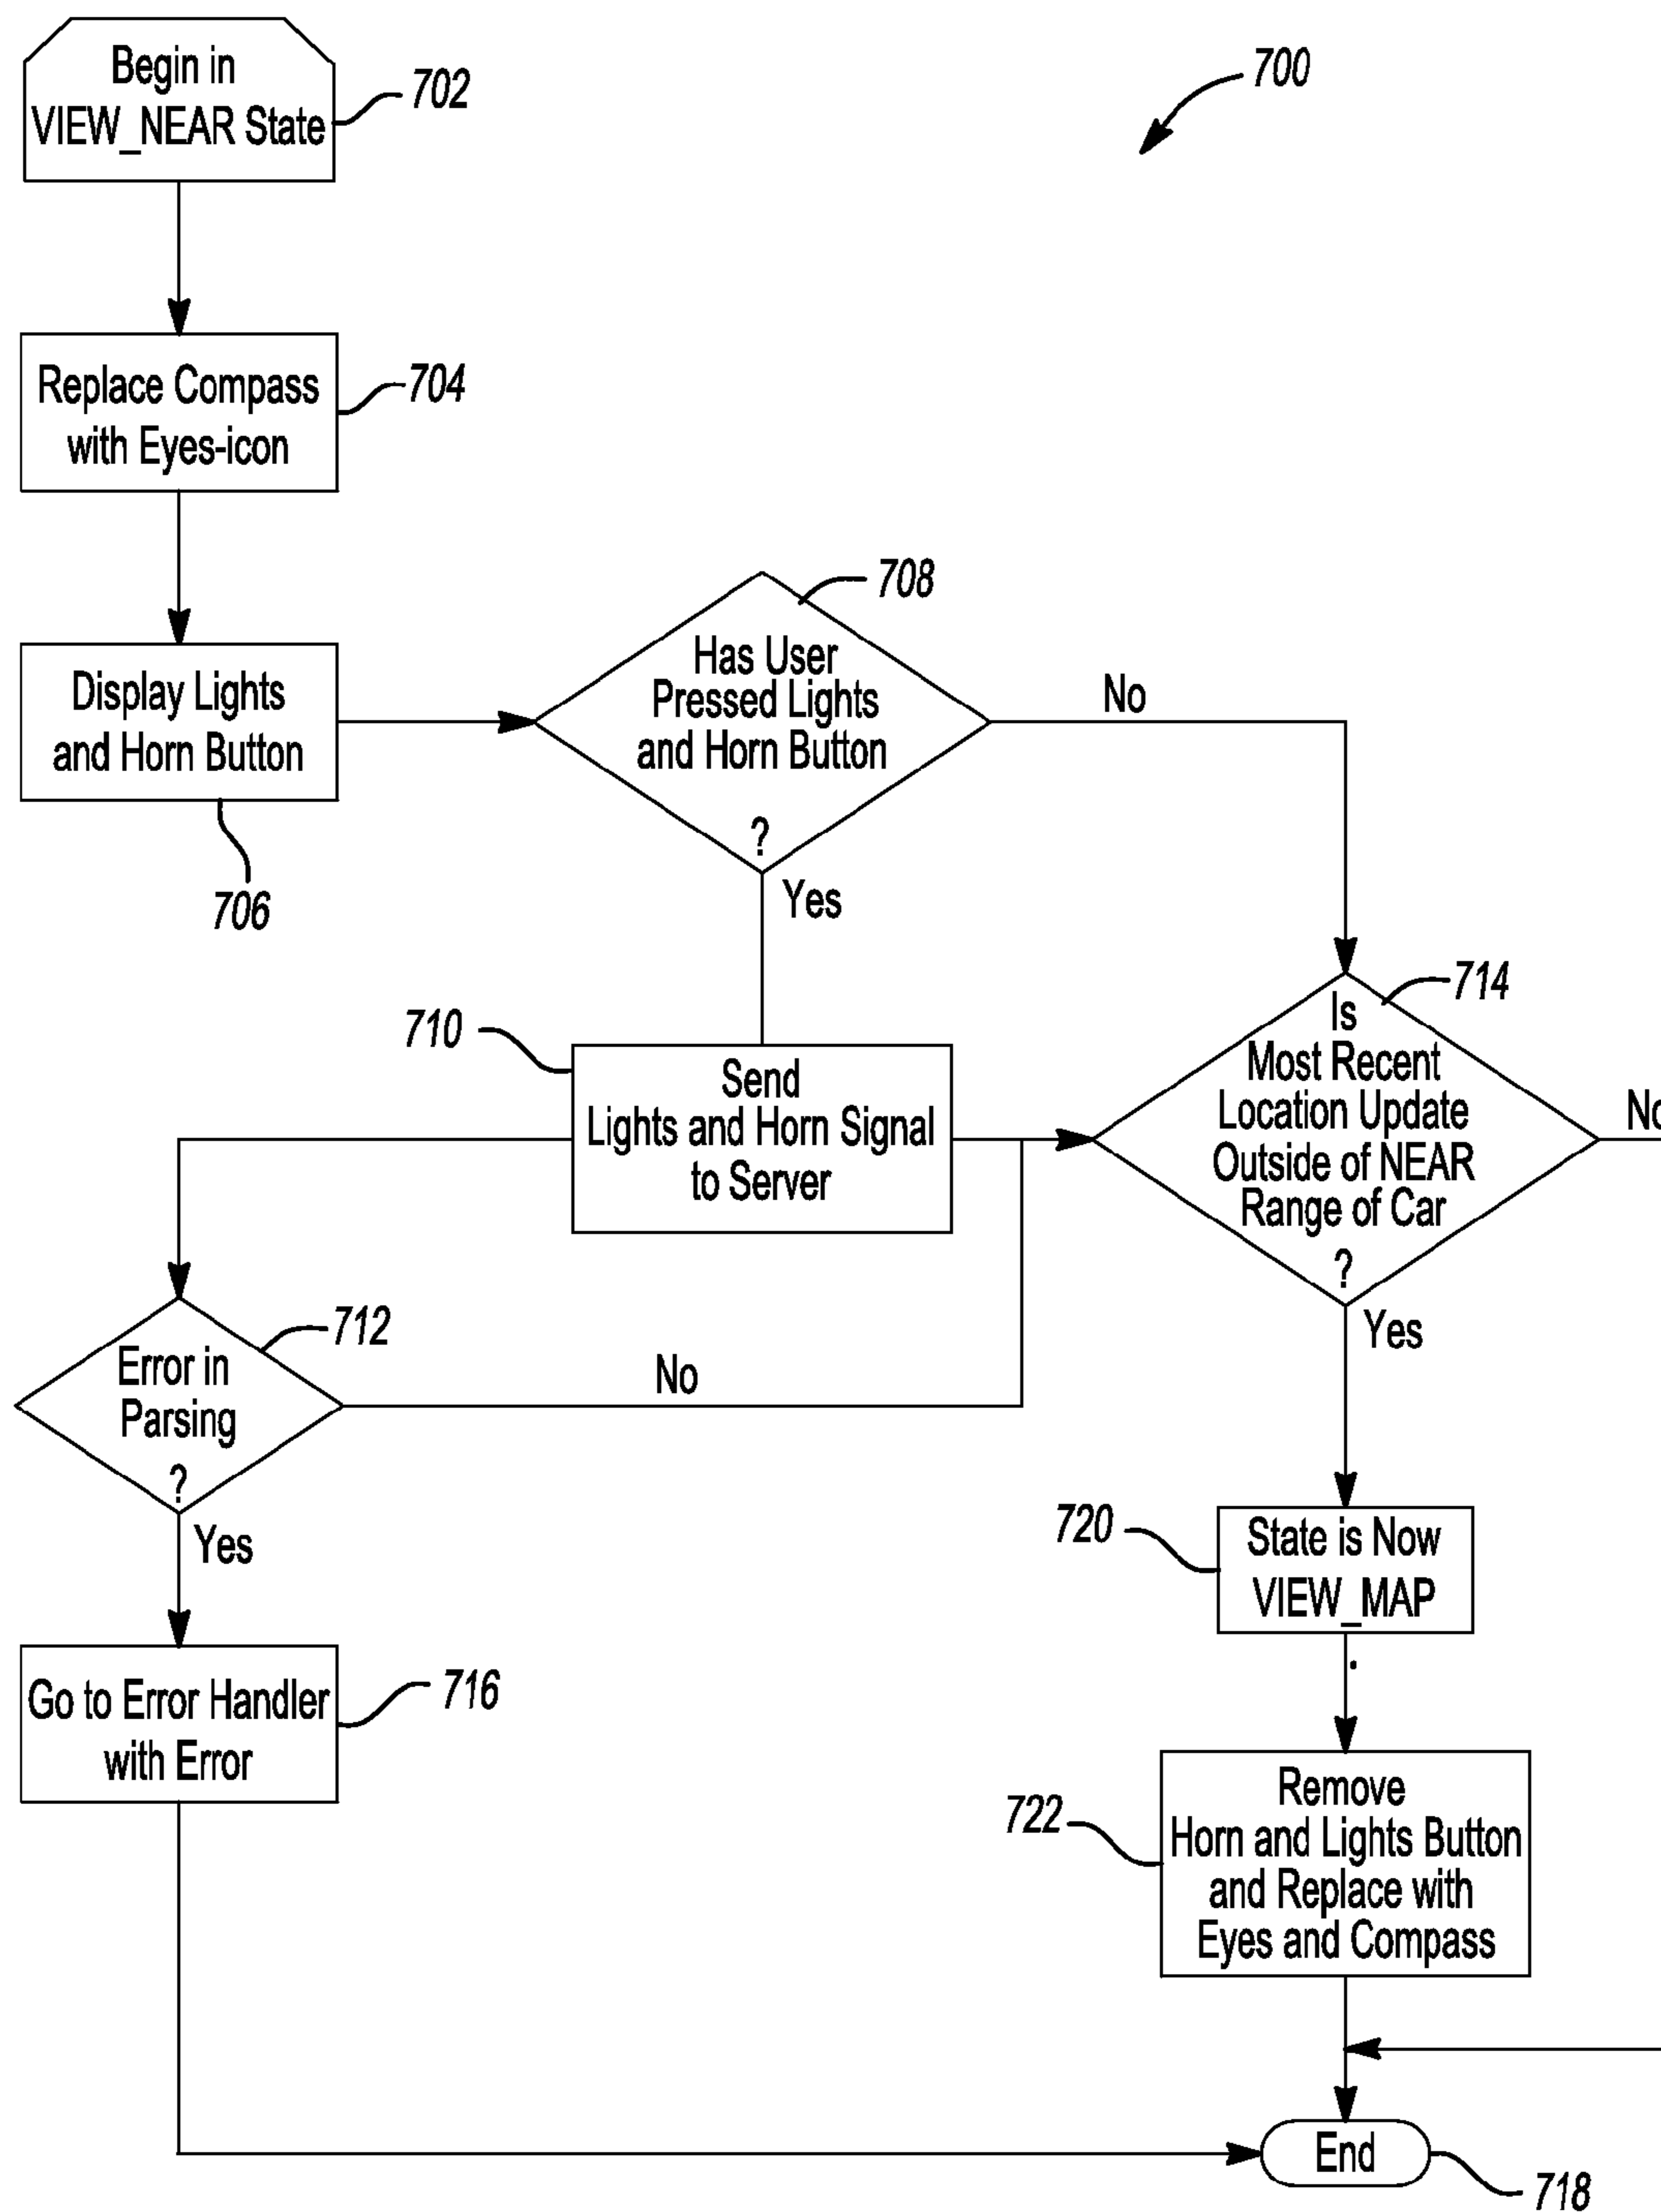 700
Begin in
VIEW_NEAR State
702
Replace Compass
with Eyes-icon
704
Display Lights
and Horn Button
706
Has User
Pressed Lights
and Horn Button
?
708
No
Yes
710
Send
Lights and Horn Signal
to Server
Is
Most Recent
Location Update
Outside of NEAR
Range of Car
?
714
No
Yes
Error in
Parsing
?
712
No
Yes
Go to Error Handler
with Error
716
720
State is Now
VIEW_MAP
722
Remove
Horn and Lights Button
and Replace with
Eyes and Compass
End
718